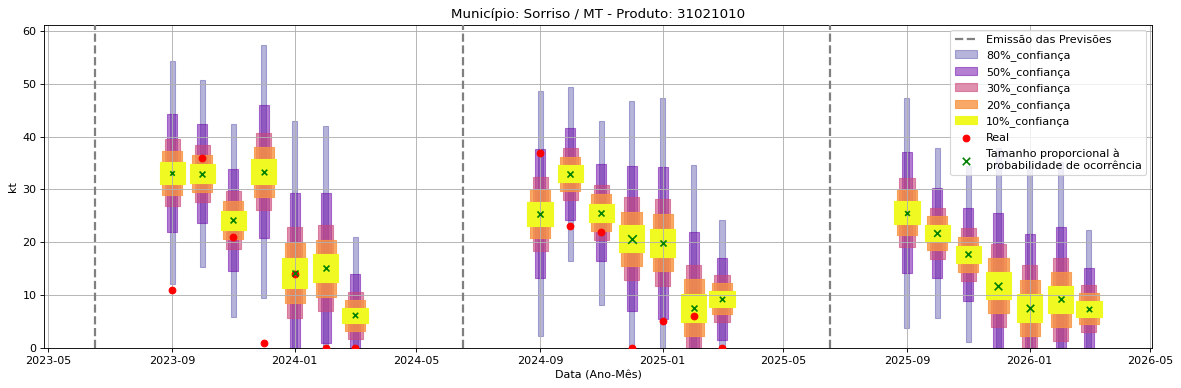 Município: Sorriso / MT - Produto: 31021010
60
50
40
30
20
10
0
kt
Emissão das Previsões
80%_confiança
50%_confiança
30%_confiança
20%_confiança
10%_confiança
Real
Tamanho proporcional à
probabilidade de ocorrência
2023-05
2023-09
2024-01
2024-05
2024-09
2025-01
2025-05
2025-09
2026-01
2026-05
Data (Ano-Mês)